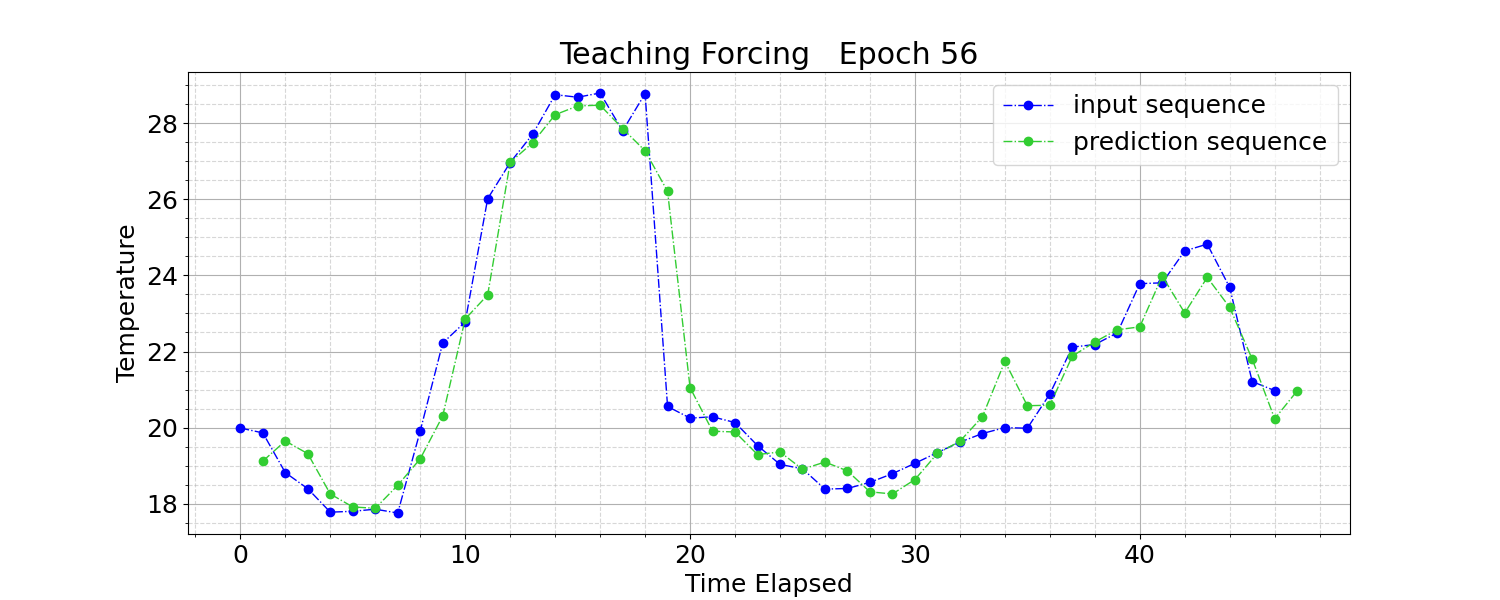 Teaching Forcing   Epoch 56
input sequence
prediction sequence
Temperature
28
26
24
22
20
18
0
10
20
30
40
Time Elapsed